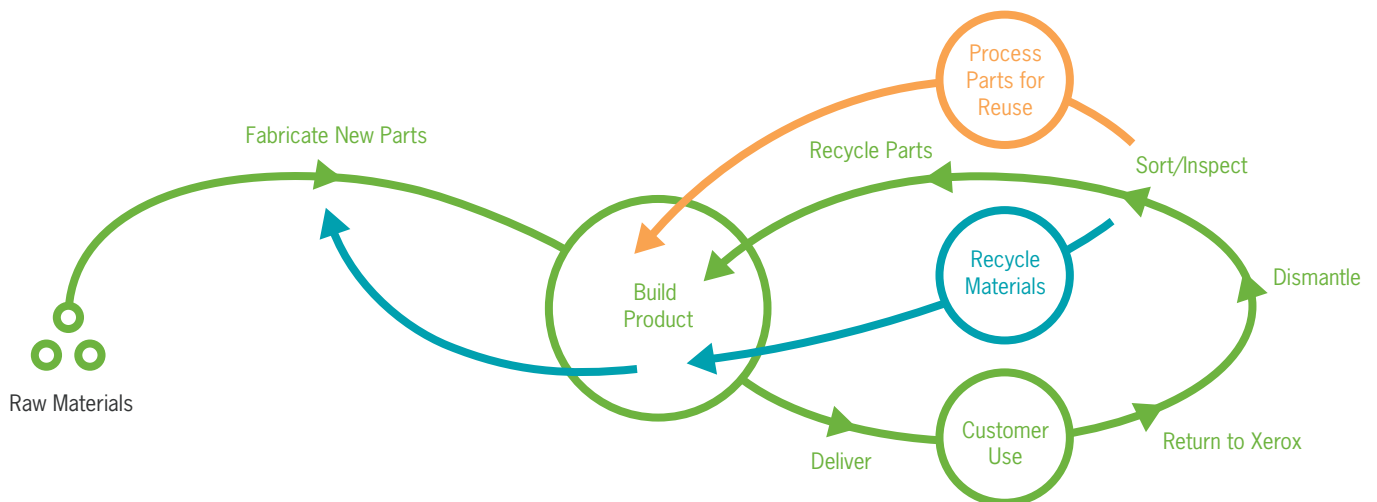 Process
Parts for
Reuse
Fabricate New Parts
Recycle Parts
Sort/Inspect
Recycle
Materials
Dismantle
Build
Product
Raw Materials
Customer
Use
Deliver
Return to Xerox